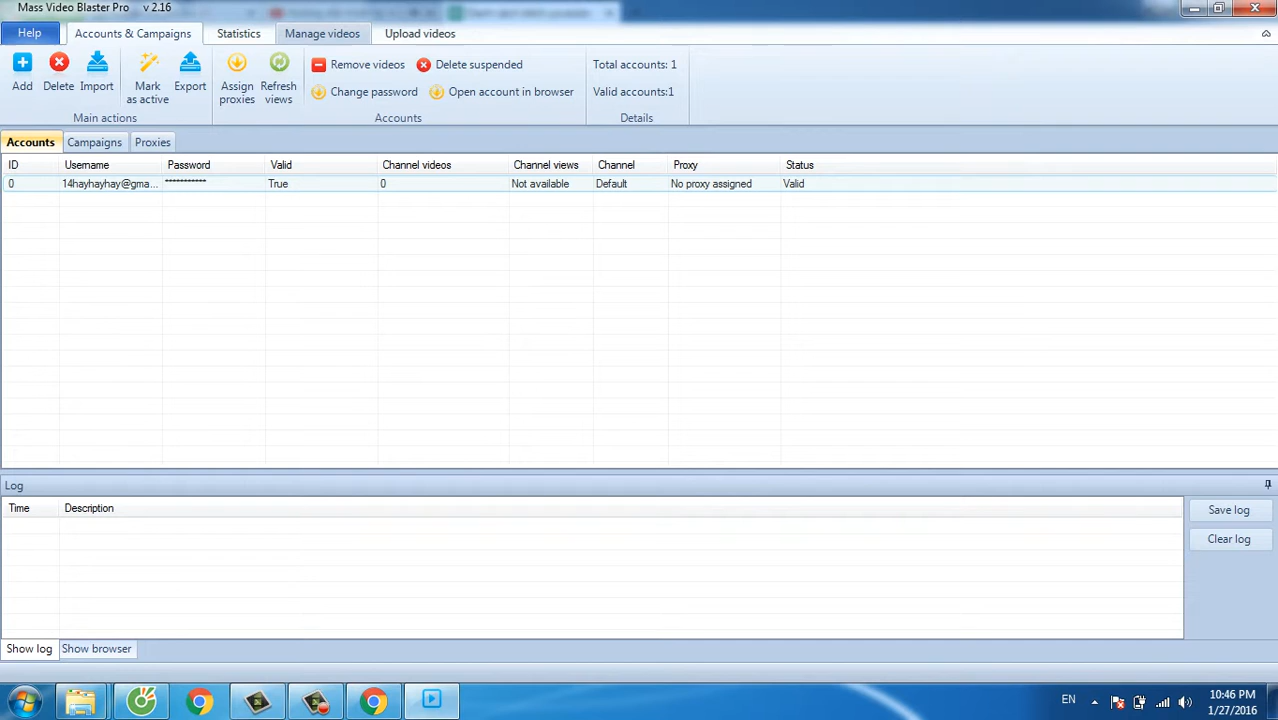 Mass Video Blaster Pro v 2.16
Help Accounts & Campaigns Statistics Manage videos Upload videos
Remove videos Delete suspended Total accounts: 1
Add Delete Import Mark as active Export Assign proxies Refresh views
Change password Open account in browser Valid accounts:1
Main actions Accounts Details
Accounts Campaigns Proxies
ID Username Password Valid Channel videos Channel views Channel Proxy Status
0 14hayhayhay@gma... *********** True 0 Not available Default No proxy assigned Valid
Log
Time Description
Save log
Clear log
Show log Show browser
EN 10:46 PM
1/27/2016